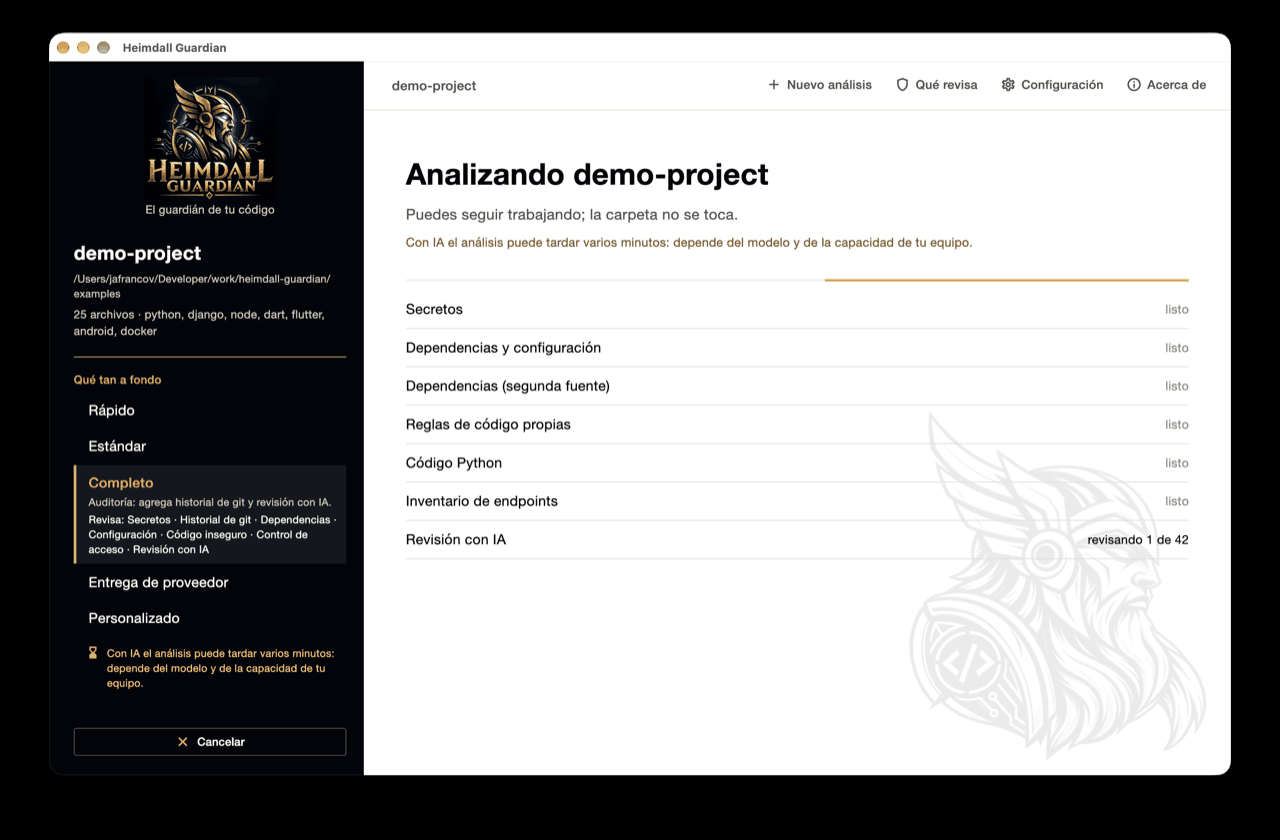 Heimdall Guardian
HEIMDALL
GUARDIAN
El guardián de tu código
demo-project
/Users/jafrancov/Developer/work/heimdall-guardian/
examples
25 archivos · python, django, node, dart, flutter,
android, docker
Qué tan a fondo
Rápido
Estándar
Completo
Auditoría: agrega historial de git y revisión con IA.
Revisa: Secretos · Historial de git · Dependencias ·
Configuración · Código inseguro · Control de
acceso · Revisión con IA
Entrega de proveedor
Personalizado
Con IA el análisis puede tardar varios minutos:
depende del modelo y de la capacidad de tu
equipo.
Cancelar
demo-project
Nuevo análisis
Qué revisa
Configuración
Acerca de
Analizando demo-project
Puedes seguir trabajando; la carpeta no se toca.
Con IA el análisis puede tardar varios minutos: depende del modelo y de la capacidad de tu equipo.
Secretos listo
Dependencias y configuración listo
Dependencias (segunda fuente) listo
Reglas de código propias listo
Código Python listo
Inventario de endpoints listo
Revisión con IA revisando 1 de 42